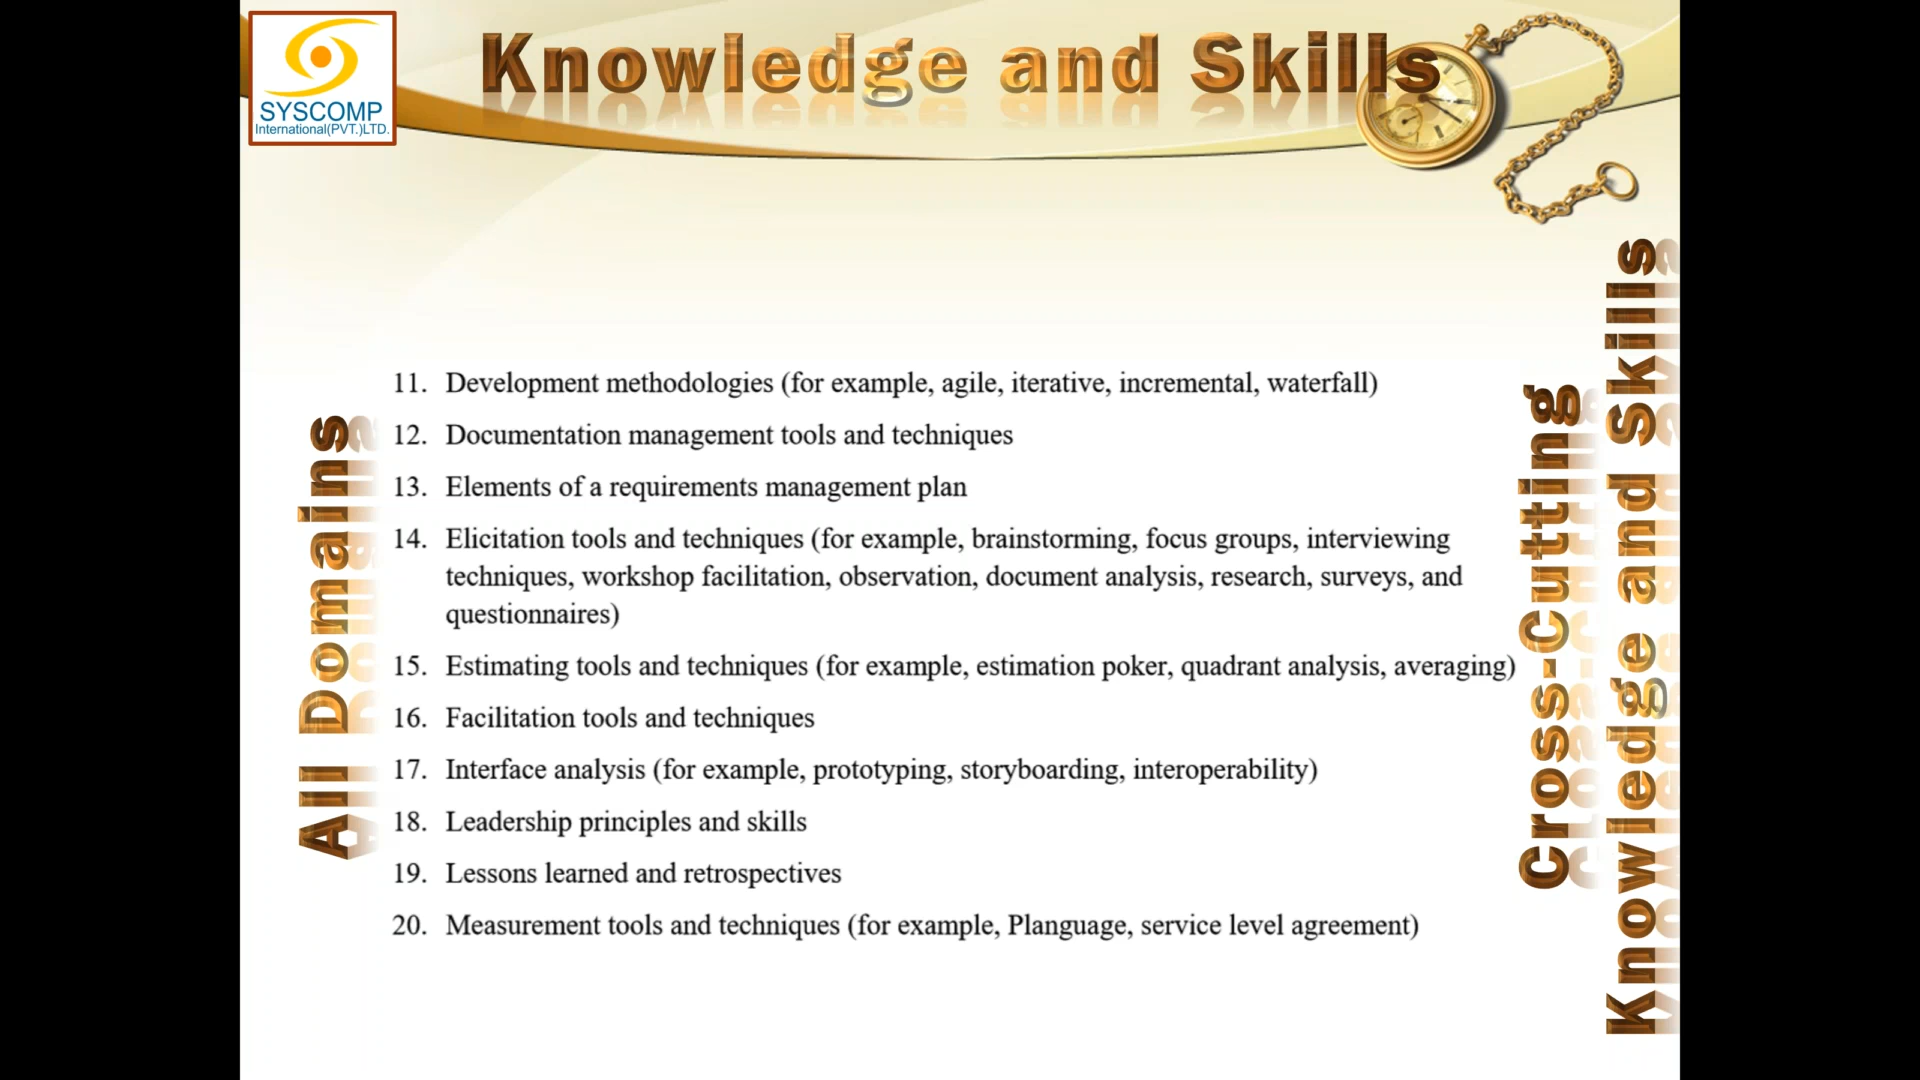 SYSCOMP
International(PVT.)LTD.
Knowledge and Skills
All Domains
11. Development methodologies (for example, agile, iterative, incremental, waterfall)
12. Documentation management tools and techniques
13. Elements of a requirements management plan
14. Elicitation tools and techniques (for example, brainstorming, focus groups, interviewing
techniques, workshop facilitation, observation, document analysis, research, surveys, and
questionnaires)
15. Estimating tools and techniques (for example, estimation poker, quadrant analysis, averaging)
16. Facilitation tools and techniques
17. Interface analysis (for example, prototyping, storyboarding, interoperability)
18. Leadership principles and skills
19. Lessons learned and retrospectives
20. Measurement tools and techniques (for example, Planguage, service level agreement)
Cross-Cutting
Knowledge and Skills